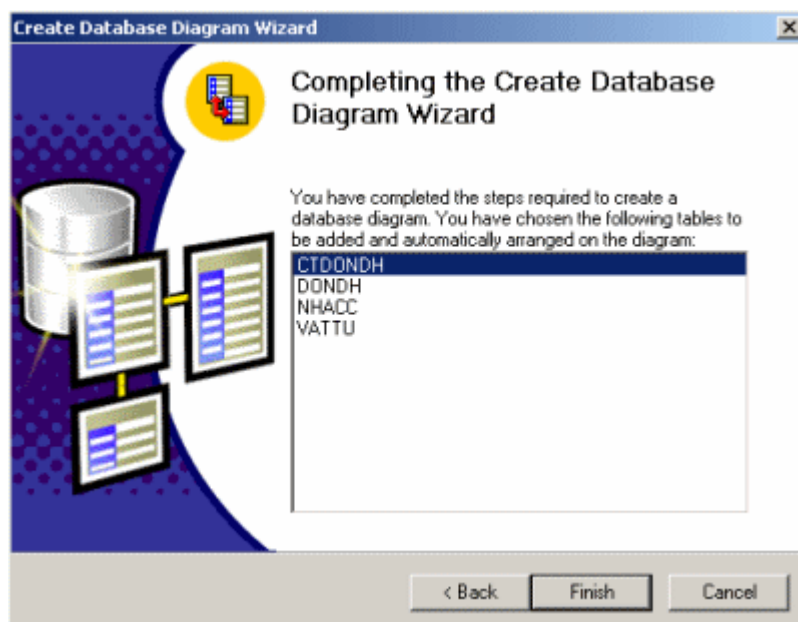 Create Database Diagram Wizard
Completing the Create Database
Diagram Wizard
You have completed the steps required to create a
database diagram. You have chosen the following tables to
be added and automatically arranged on the diagram:
CTDONDH
DONDH
NHACC
VATTU
< Back
Finish
Cancel